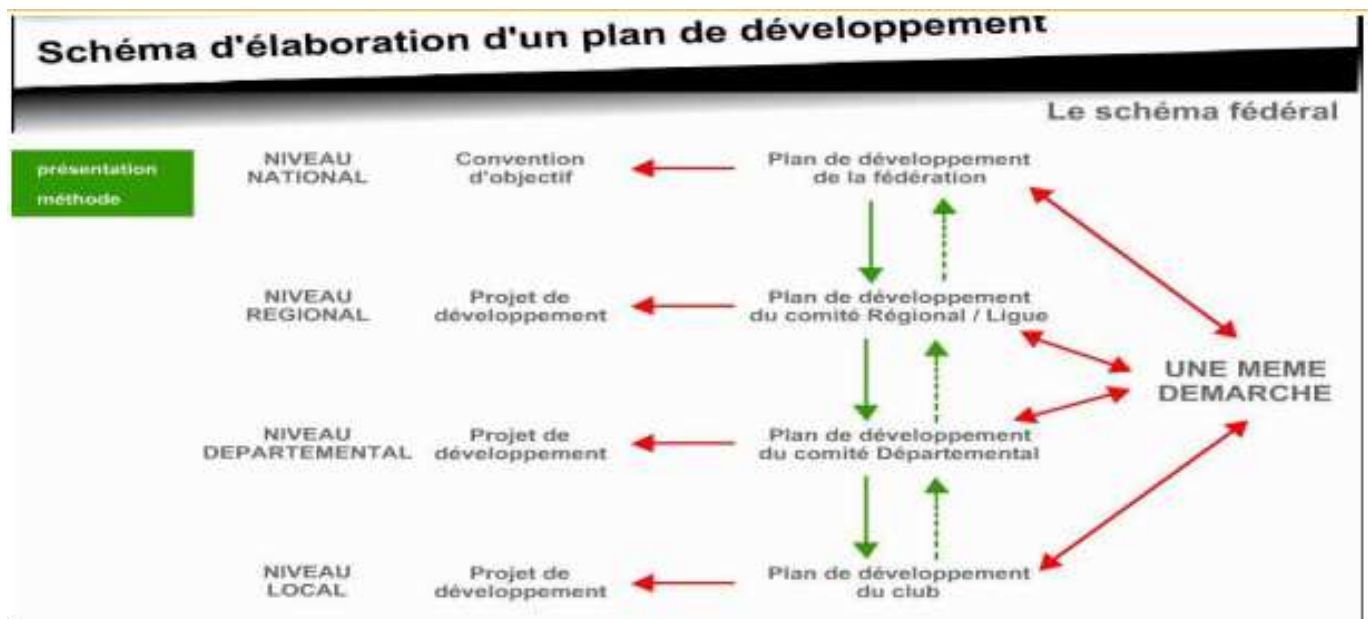 Schéma d'élaboration d'un plan de développement
Le schéma fédéral
présentation
méthode
NIVEAU
NATIONAL
Convention
d'objectif
Plan de développement
de la fédération
NIVEAU
REGIONAL
Projet de
développement
Plan de développement
du comité Régional / Ligue
UNE MEME
DEMARCHE
NIVEAU
DEPARTEMENTAL
Projet de
développement
Plan de développement
du comité Départemental
NIVEAU
LOCAL
Projet de
développement
Plan de développement
du club